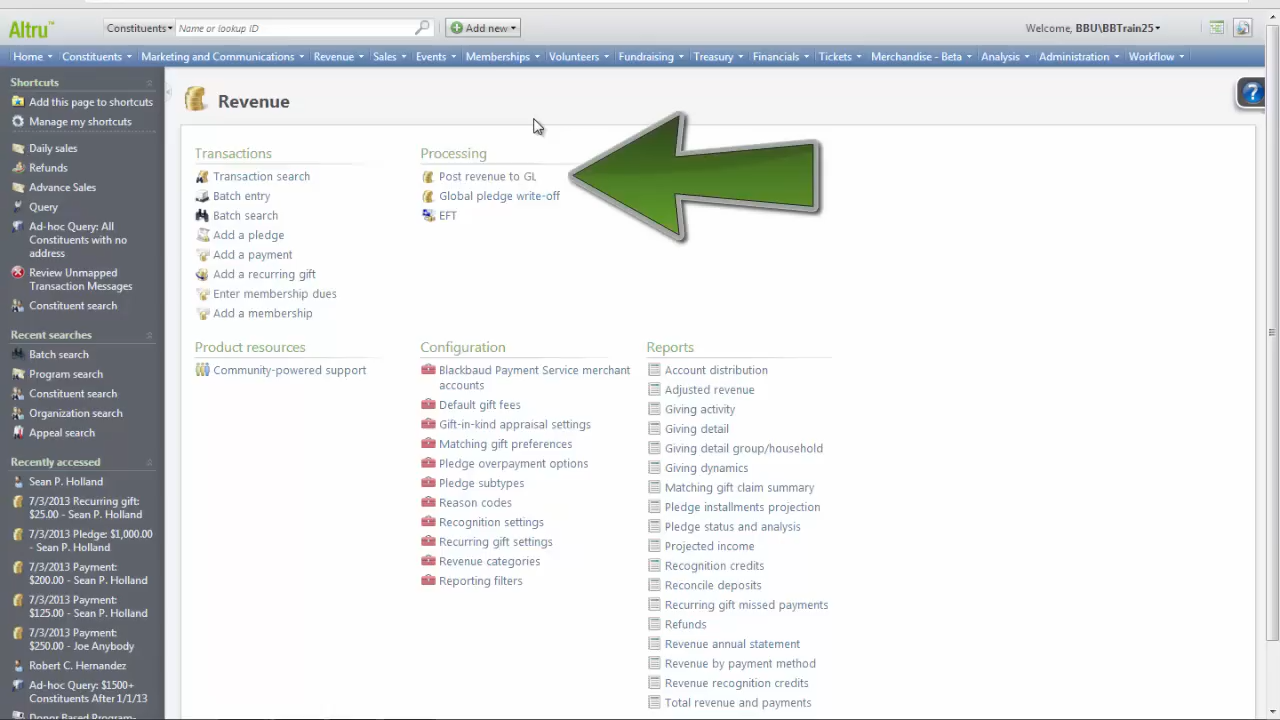 Altru™
Constituents
Name or lookup ID
Add new
Welcome, BBU\BBTrain25
Home
Constituents
Marketing and Communications
Revenue
Sales
Events
Memberships
Volunteers
Fundraising
Treasury
Financials
Tickets
Merchandise - Beta
Analysis
Administration
Workflow
Shortcuts
Add this page to shortcuts
Manage my shortcuts
Daily sales
Refunds
Advance Sales
Query
Ad-hoc Query: All
Constituents with no
address
Review Unmapped
Transaction Messages
Constituent search
Recent searches
Batch search
Program search
Constituent search
Organization search
Appeal search
Recently accessed
Sean P. Holland
7/3/2013 Recurring gift:
$25.00 - Sean P. Holland
7/3/2013 Pledge: $1,000.00
- Sean P. Holland
7/3/2013 Payment:
$200.00 - Sean P. Holland
7/3/2013 Payment:
$125.00 - Sean P. Holland
7/3/2013 Payment:
$250.00 - Joe Anybody
Robert C. Hernandez
Ad-hoc Query: $1500+
Constituents After 1/1/13
Donor Based Program-
Revenue
Transactions
Transaction search
Batch entry
Batch search
Add a pledge
Add a payment
Add a recurring gift
Enter membership dues
Add a membership
Processing
Post revenue to GL
Global pledge write-off
EFT
Product resources
Community-powered support
Configuration
Blackbaud Payment Service merchant
accounts
Default gift fees
Gift-in-kind appraisal settings
Matching gift preferences
Pledge overpayment options
Pledge subtypes
Reason codes
Recognition settings
Recurring gift settings
Revenue categories
Reporting filters
Reports
Account distribution
Adjusted revenue
Giving activity
Giving detail
Giving detail group/household
Giving dynamics
Matching gift claim summary
Pledge installments projection
Pledge status and analysis
Projected income
Recognition credits
Reconcile deposits
Recurring gift missed payments
Refunds
Revenue annual statement
Revenue by payment method
Revenue recognition credits
Total revenue and payments
?